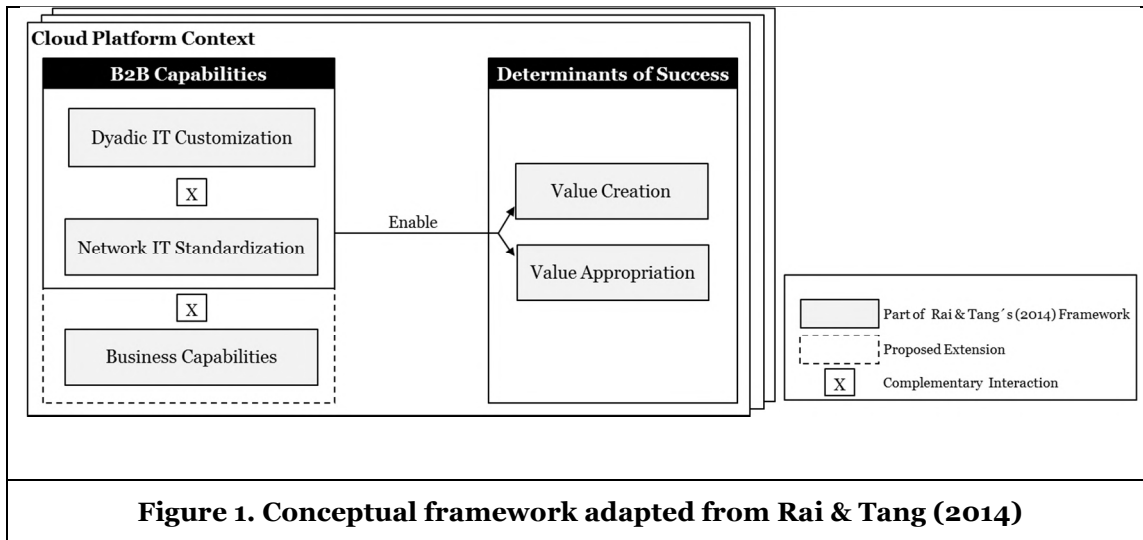 Cloud Platform Context
B2B Capabilities
Dyadic IT Customization
X
Network IT Standardization
X
Business Capabilities
Enable
Determinants of Success
Value Creation
Value Appropriation
Part of Rai & Tang´s (2014) Framework
Proposed Extension
X Complementary Interaction
Figure 1. Conceptual framework adapted from Rai & Tang (2014)